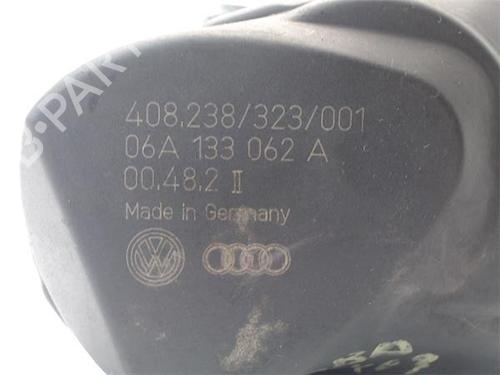 408.238/323/001
06A 133 062 A
00.48.2 II
Made in Germany